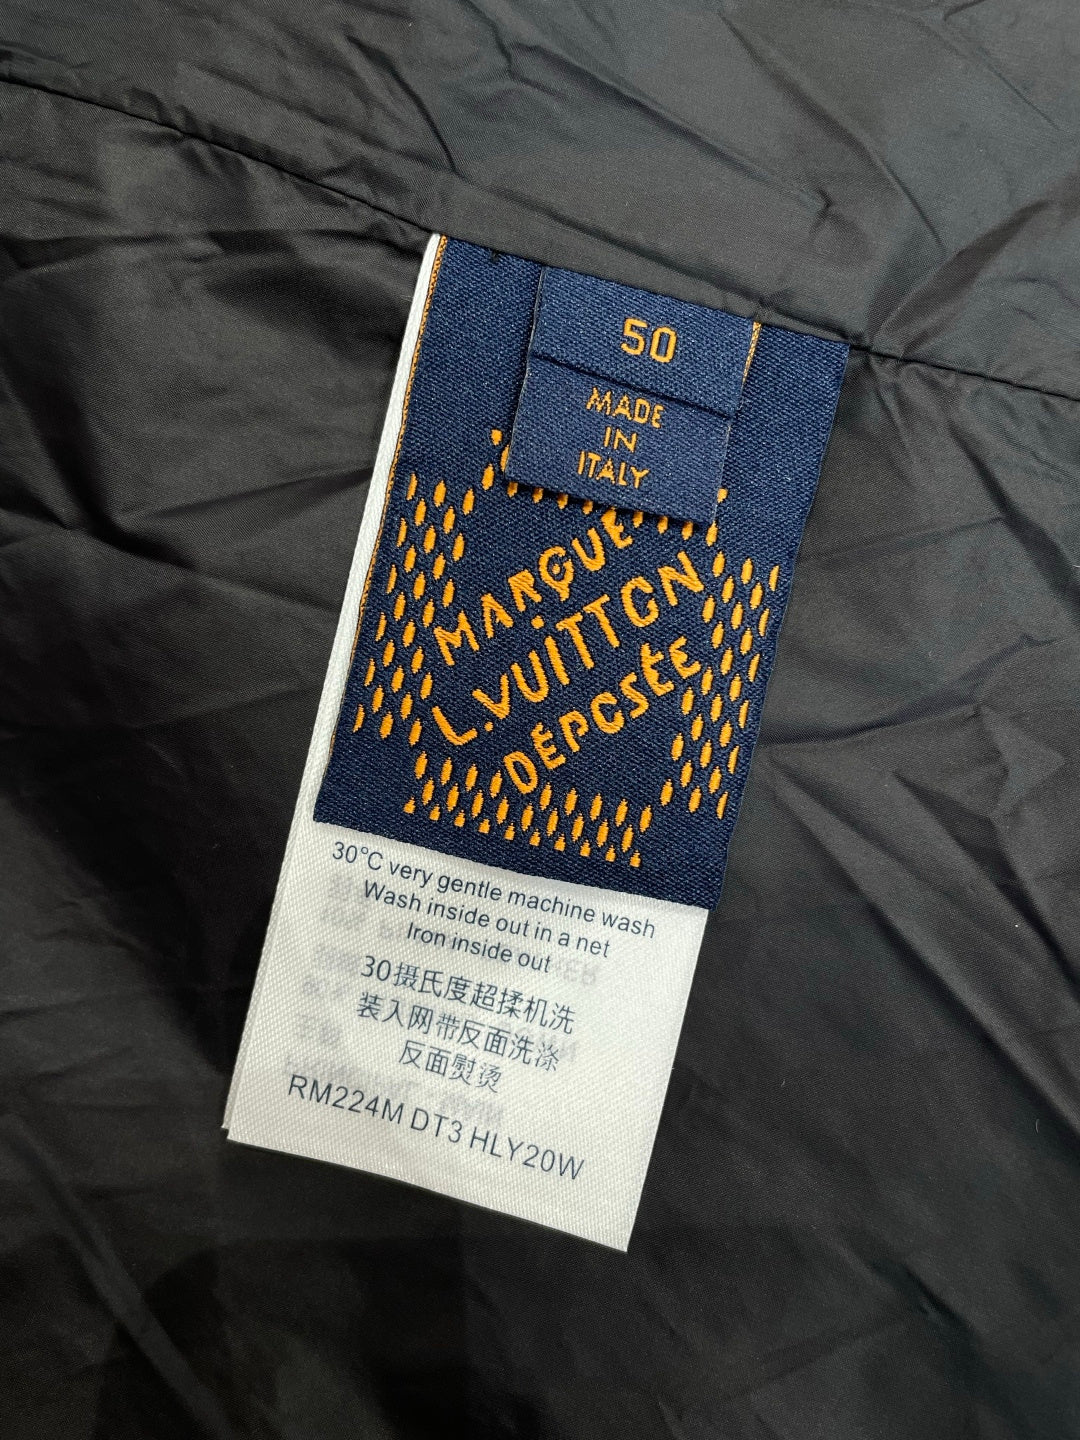 50
MADE
IN
ITALY
MARQUE
L.VUITTON
DÉPOSÉE
30°C very gentle machine wash
Wash inside out in a net
Iron inside out
30摄氏度超揉机洗
装入网带反面洗涤
反面熨烫
RM224M DT3 HLY20W